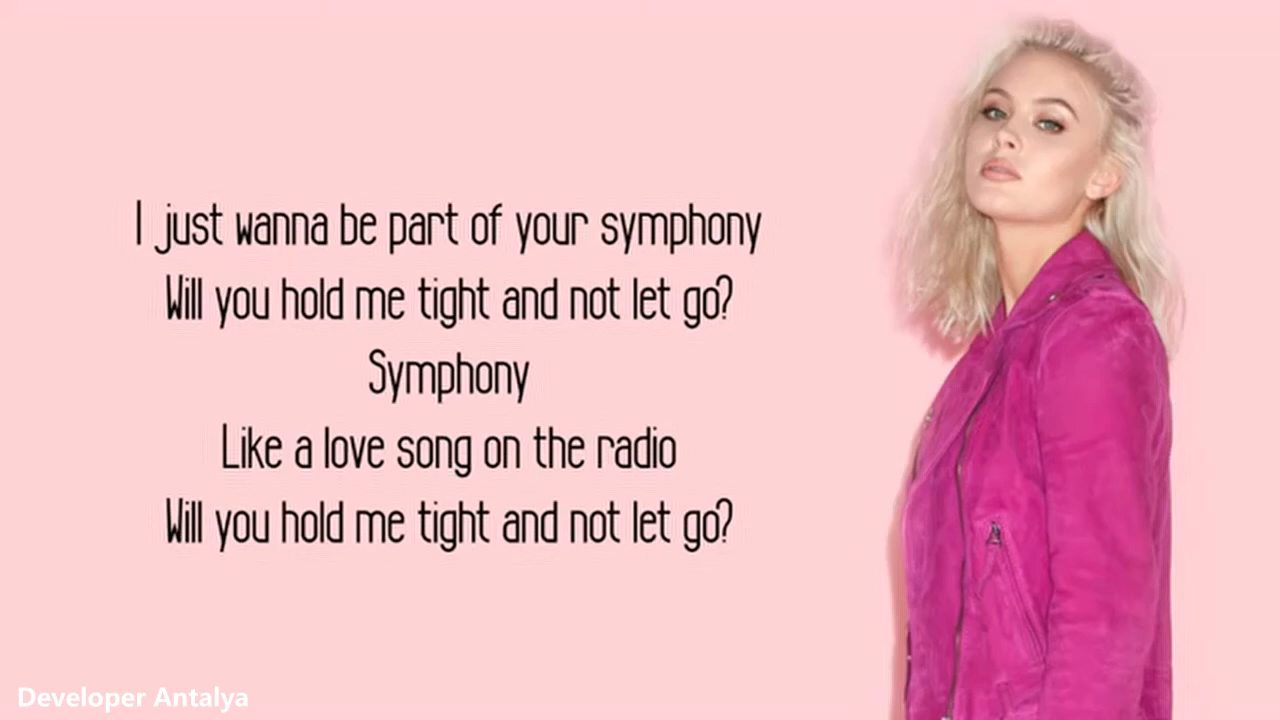 I just wanna be part of your symphony
Will you hold me tight and not let go?
Symphony
Like a love song on the radio
Will you hold me tight and not let go?
Developer Antalya